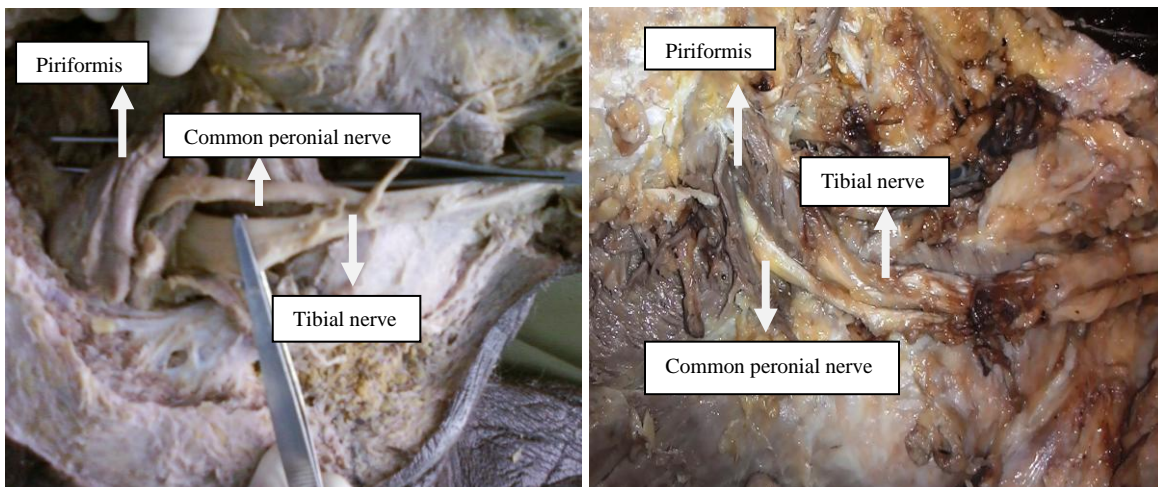 Piriformis
Common peronial nerve
Tibial nerve
Piriformis
Tibial nerve
Common peronial nerve